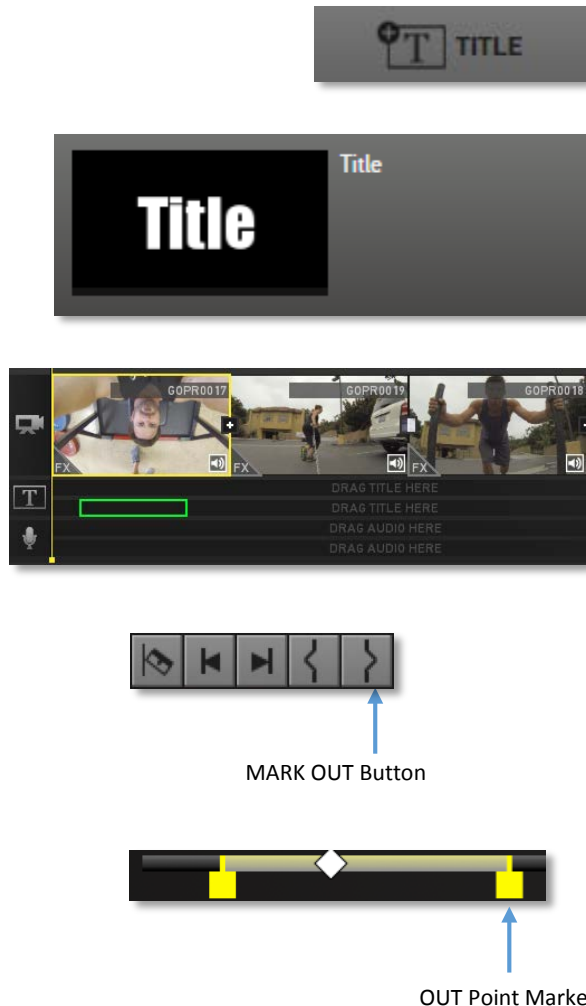 T TITLE
Title
Title
GOPR0017
GOPR0019
GOPR0018
FX
FX
FX
DRAG TITLE HERE
T
DRAG TITLE HERE
DRAG AUDIO HERE
DRAG AUDIO HERE
MARK OUT Button
OUT Point Marke